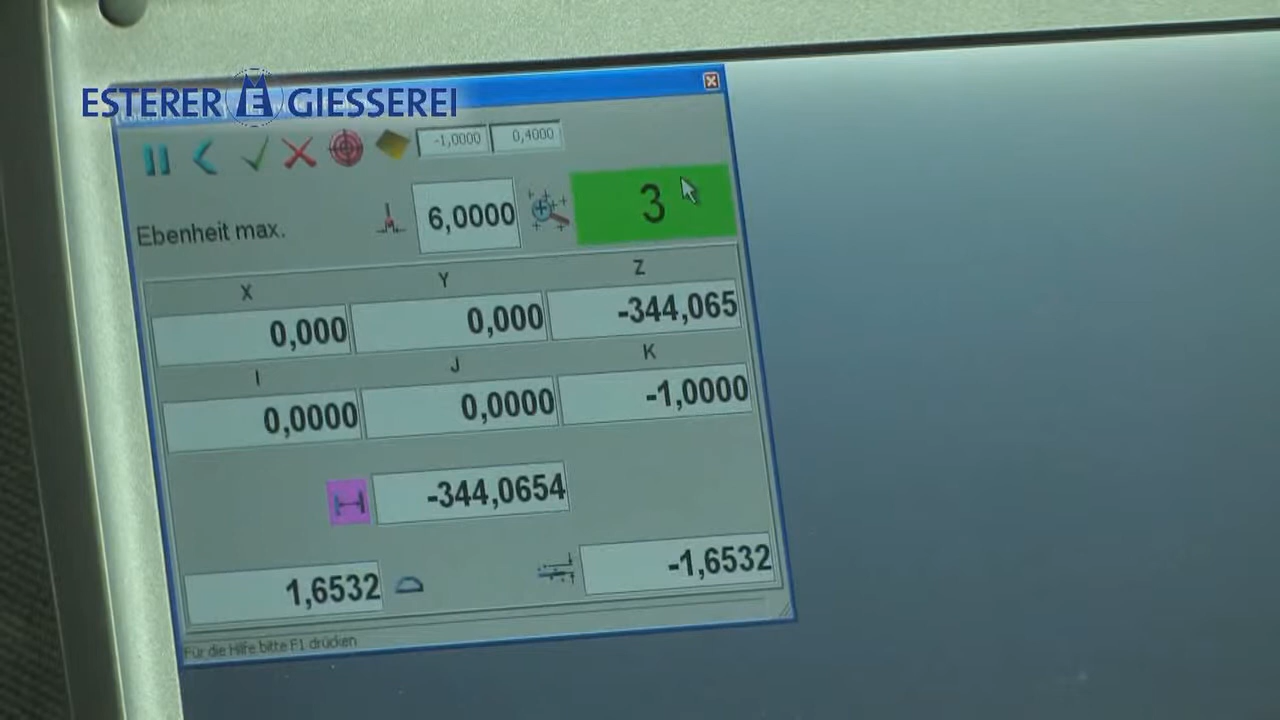 ESTERER E GIESSEREI
-1,0000 0,4000
Ebenheit max. 6,0000 3
X Y Z
0,000 0,000 -344,065
I J K
0,0000 0,0000 -1,0000
-344,0654
1,6532 -1,6532
Für die Hilfe bitte F1 drücken